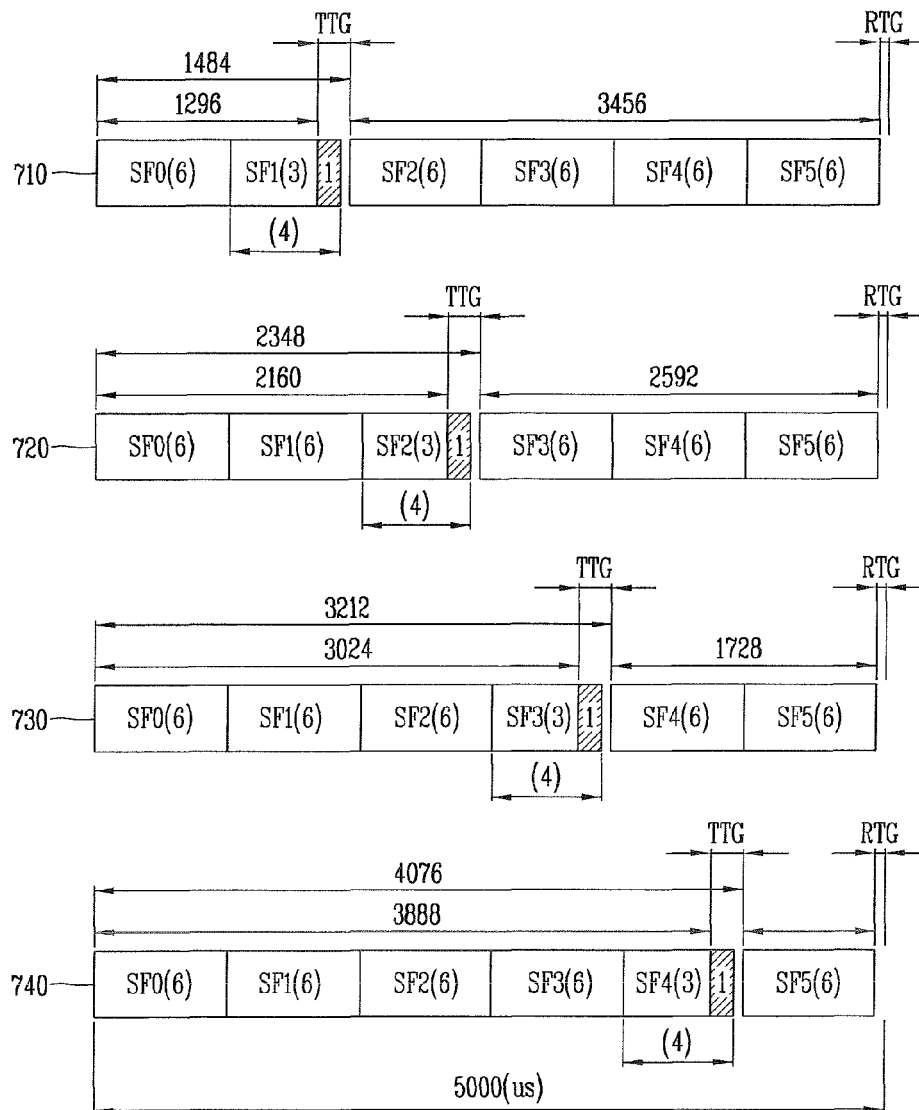 TTG RTG
1484
1296 3456
710 SF0(6) SF1(3) 1 SF2(6) SF3(6) SF4(6) SF5(6)
(4)
TTG RTG
2348
2160 2592
720 SF0(6) SF1(6) SF2(3) 1 SF3(6) SF4(6) SF5(6)
(4)
TTG RTG
3212
3024 1728
730 SF0(6) SF1(6) SF2(6) SF3(3) 1 SF4(6) SF5(6)
(4)
TTG RTG
4076
3888
740 SF0(6) SF1(6) SF2(6) SF3(6) SF4(3) 1 SF5(6)
(4)
5000(us)